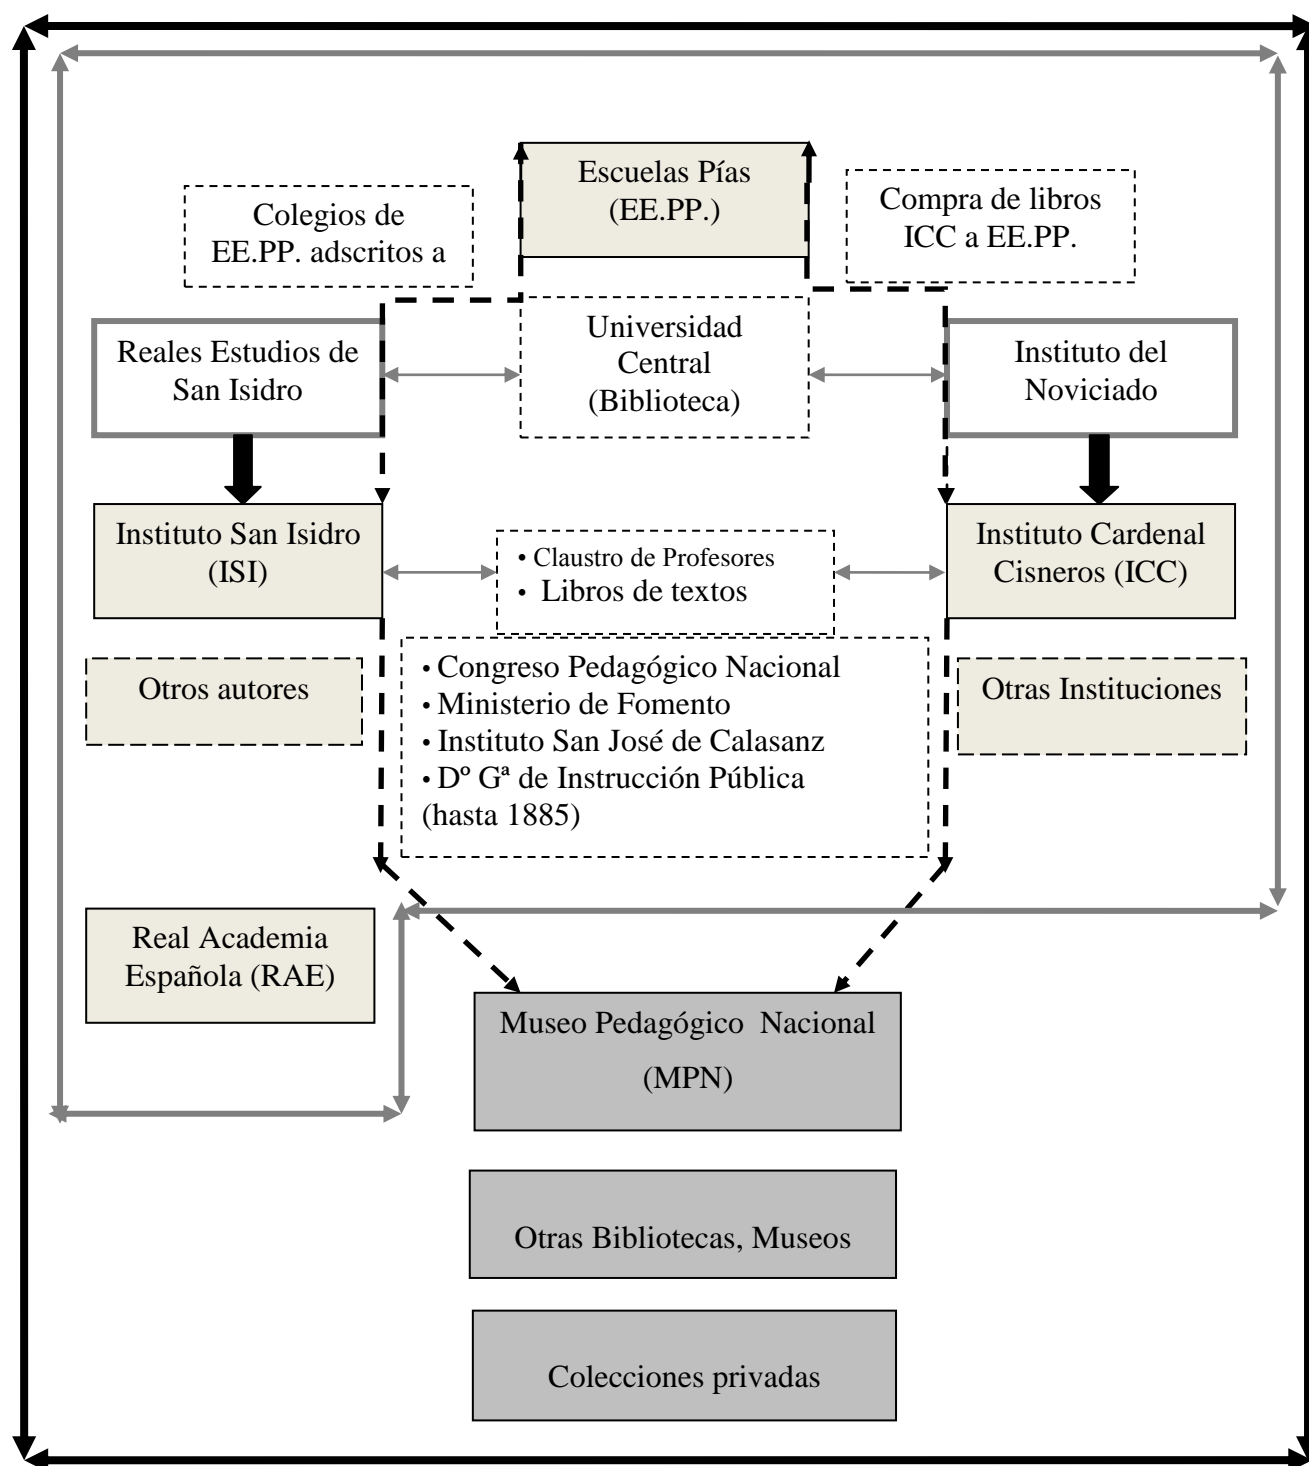 Escuelas Pías
(EE.PP.)
Colegios de
EE.PP. adscritos a
Compra de libros
ICC a EE.PP.
Reales Estudios de
San Isidro
Universidad
Central
(Biblioteca)
Instituto del
Noviciado
Instituto San Isidro
(ISI)
• Claustro de Profesores
• Libros de textos
Instituto Cardenal
Cisneros (ICC)
Otros autores
• Congreso Pedagógico Nacional
• Ministerio de Fomento
• Instituto San José de Calasanz
• Dº Gª de Instrucción Pública
(hasta 1885)
Otras Instituciones
Real Academia
Española (RAE)
Museo Pedagógico Nacional
(MPN)
Otras Bibliotecas, Museos
Colecciones privadas